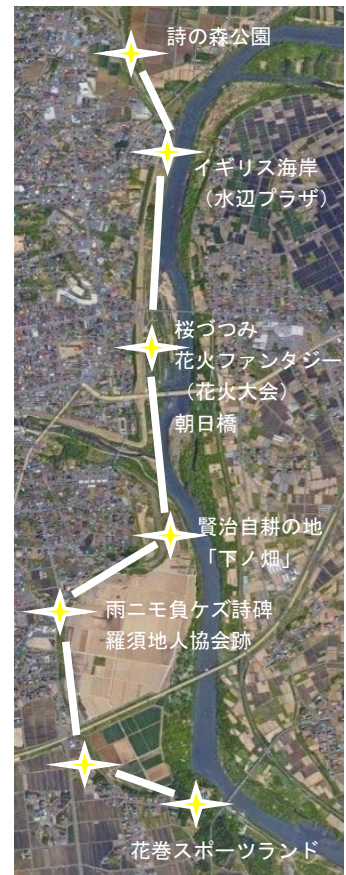 詩の森公園
イギリス海岸
（水辺プラザ）
桜づつみ
花火ファンタジー
（花火大会）
朝日橋
賢治自耕の地
「下ノ畑」
雨ニモ負ケズ詩碑
羅須地人協会跡
花巻スポーツランド